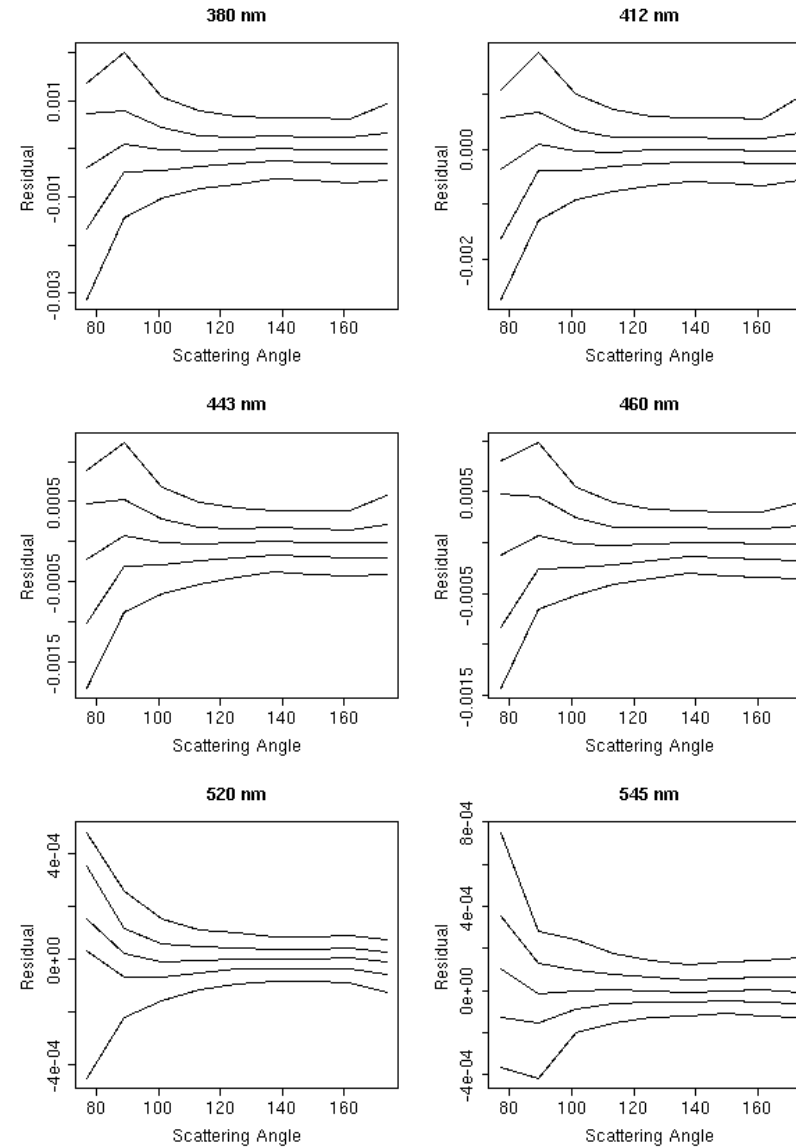 380 nm
Residual
0.001
-0.001
-0.003
80 100 120 140 160
Scattering Angle
412 nm
Residual
0.000
-0.002
80 100 120 140 160
Scattering Angle
443 nm
Residual
0.0005
-0.0005
-0.0015
80 100 120 140 160
Scattering Angle
460 nm
Residual
0.0005
-0.0005
-0.0015
80 100 120 140 160
Scattering Angle
520 nm
Residual
4e-04
0e+00
-4e-04
80 100 120 140 160
Scattering Angle
545 nm
Residual
8e-04
4e-04
0e+00
-4e-04
80 100 120 140 160
Scattering Angle